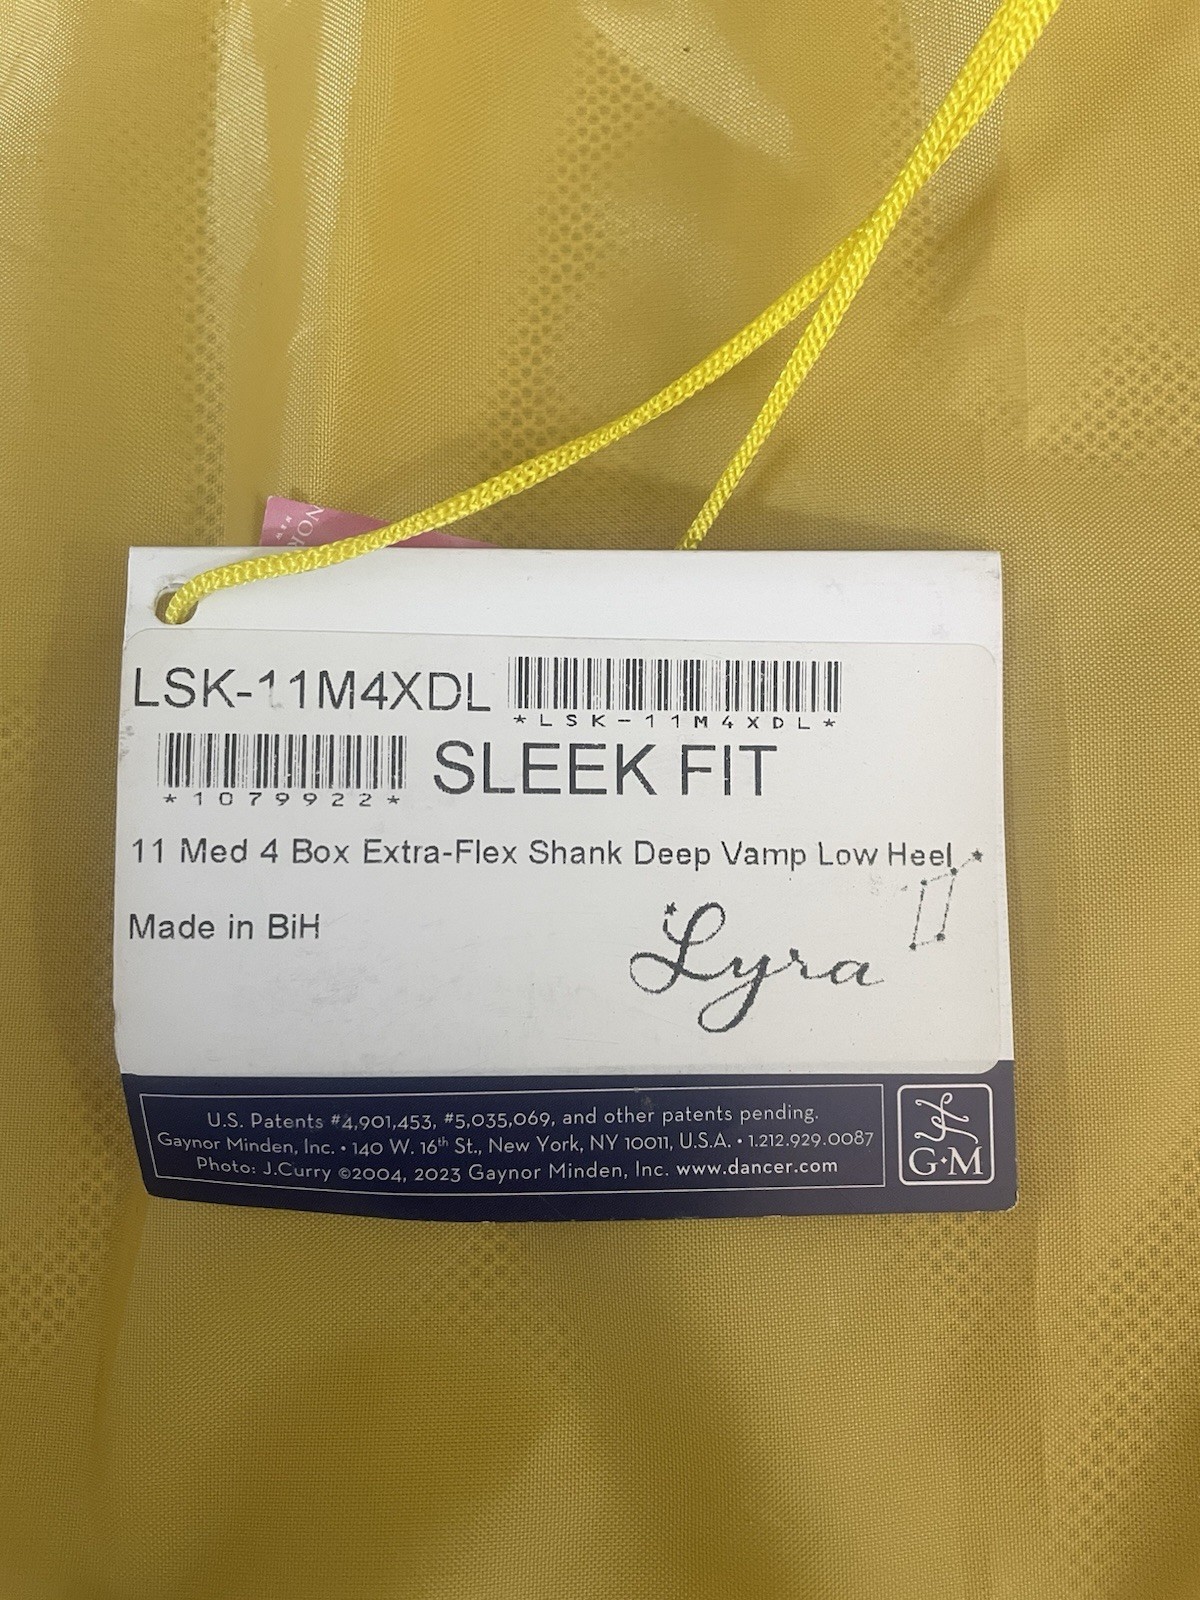 NOR
NEW
LSK-11M4XDL
*LSK-11M4XDL*
*1079922*
SLEEK FIT
11 Med 4 Box Extra-Flex Shank Deep Vamp Low Heel
Made in BiH
Lyra
U.S. Patents #4,901,453, #5,035,069, and other patents pending.
Gaynor Minden, Inc. • 140 W. 16th St., New York, NY 10011, U.S.A. • 1.212.929.0087
Photo: J.Curry ©2004, 2023 Gaynor Minden, Inc. www.dancer.com
G•M